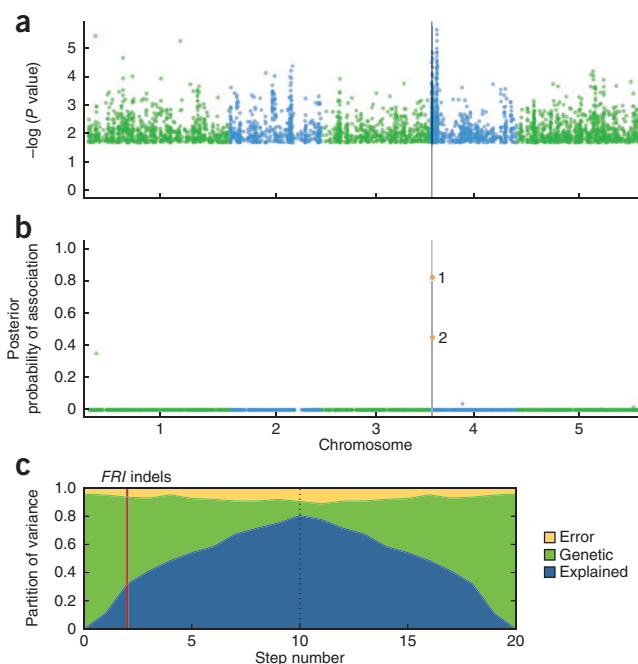 a
–log (P value)
5
4
3
2
1
0
b
Posterior
probability of association
1.0
0.8
0.6
0.4
0.2
0
1
2
1
2
3
4
5
Chromosome
c
FRI indels
Partition of variance
1.0
0.8
0.6
0.4
0.2
0
0
5
10
15
20
Step number
Error
Genetic
Explained